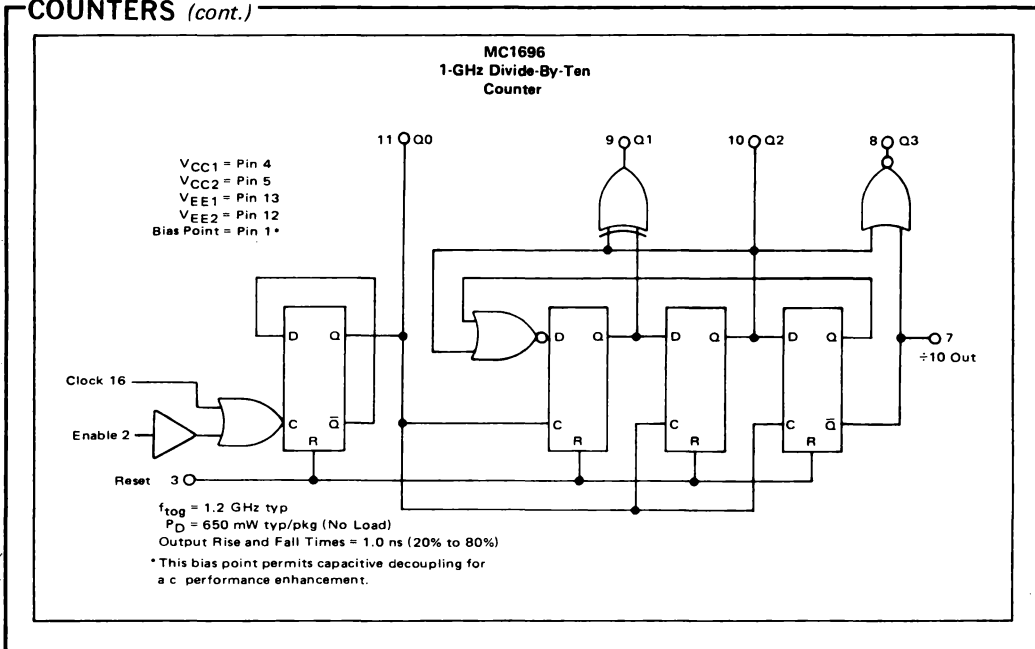 COUNTERS (cont.)
MC1696
1-GHz Divide-By-Ten
Counter
11 Q0
9 Q1
10 Q2
8 Q3
VCC1 = Pin 4
VCC2 = Pin 5
VEE1 = Pin 13
VEE2 = Pin 12
Bias Point = Pin 1*
D Q
D Q
D Q
D Q
7
÷10 Out
Clock 16
Enable 2
C Q̅
R
C
R
C
R
C Q̅
R
Reset 3
ftog = 1.2 GHz typ
PD = 650 mW typ/pkg (No Load)
Output Rise and Fall Times = 1.0 ns (20% to 80%)
* This bias point permits capacitive decoupling for
a c performance enhancement.